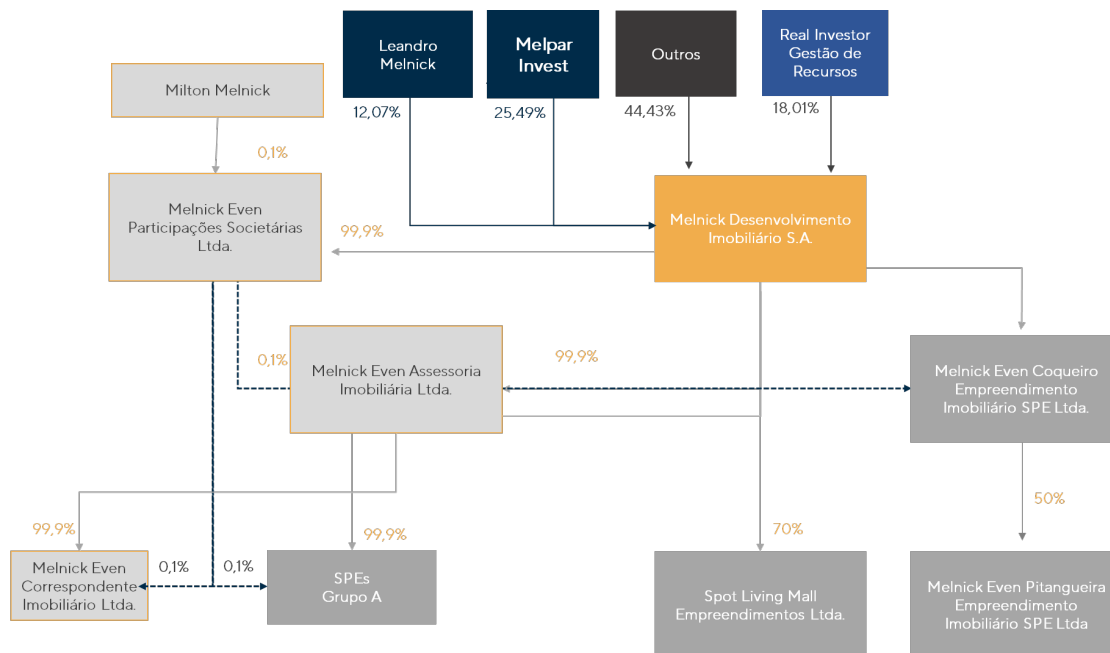 Leandro
Melnick
Melpar
Invest
Outros
Real Investor
Gestão de
Recursos
Milton Melnick
12,07%
25,49%
44,43%
18,01%
0,1%
Melnick Even
Participações Societárias
Ltda.
Melnick Desenvolvimento
Imobiliário S.A.
99,9%
0,1%
Melnick Even Assessoria
Imobiliária Ltda.
99,9%
Melnick Even Coqueiro
Empreendimento
Imobiliário SPE Ltda.
99,9%
99,9%
70%
50%
Melnick Even
Correspondente
Imobiliário Ltda.
0,1%
0,1%
SPEs
Grupo A
Spot Living Mall
Empreendimentos Ltda.
Melnick Even Pitangueira
Empreendimento
Imobiliário SPE Ltda